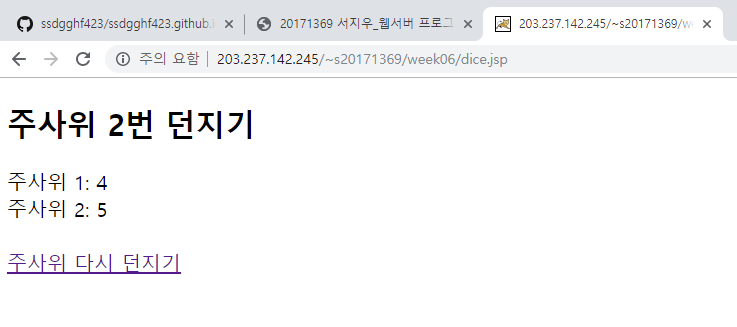 ssdgghf423/ssdgghf423.github.i
20171369 서지우_웹서버 프로그
203.237.142.245/~s20171369/we
주의 요함 | 203.237.142.245/~s20171369/week06/dice.jsp
주사위 2번 던지기
주사위 1: 4
주사위 2: 5
주사위 다시 던지기